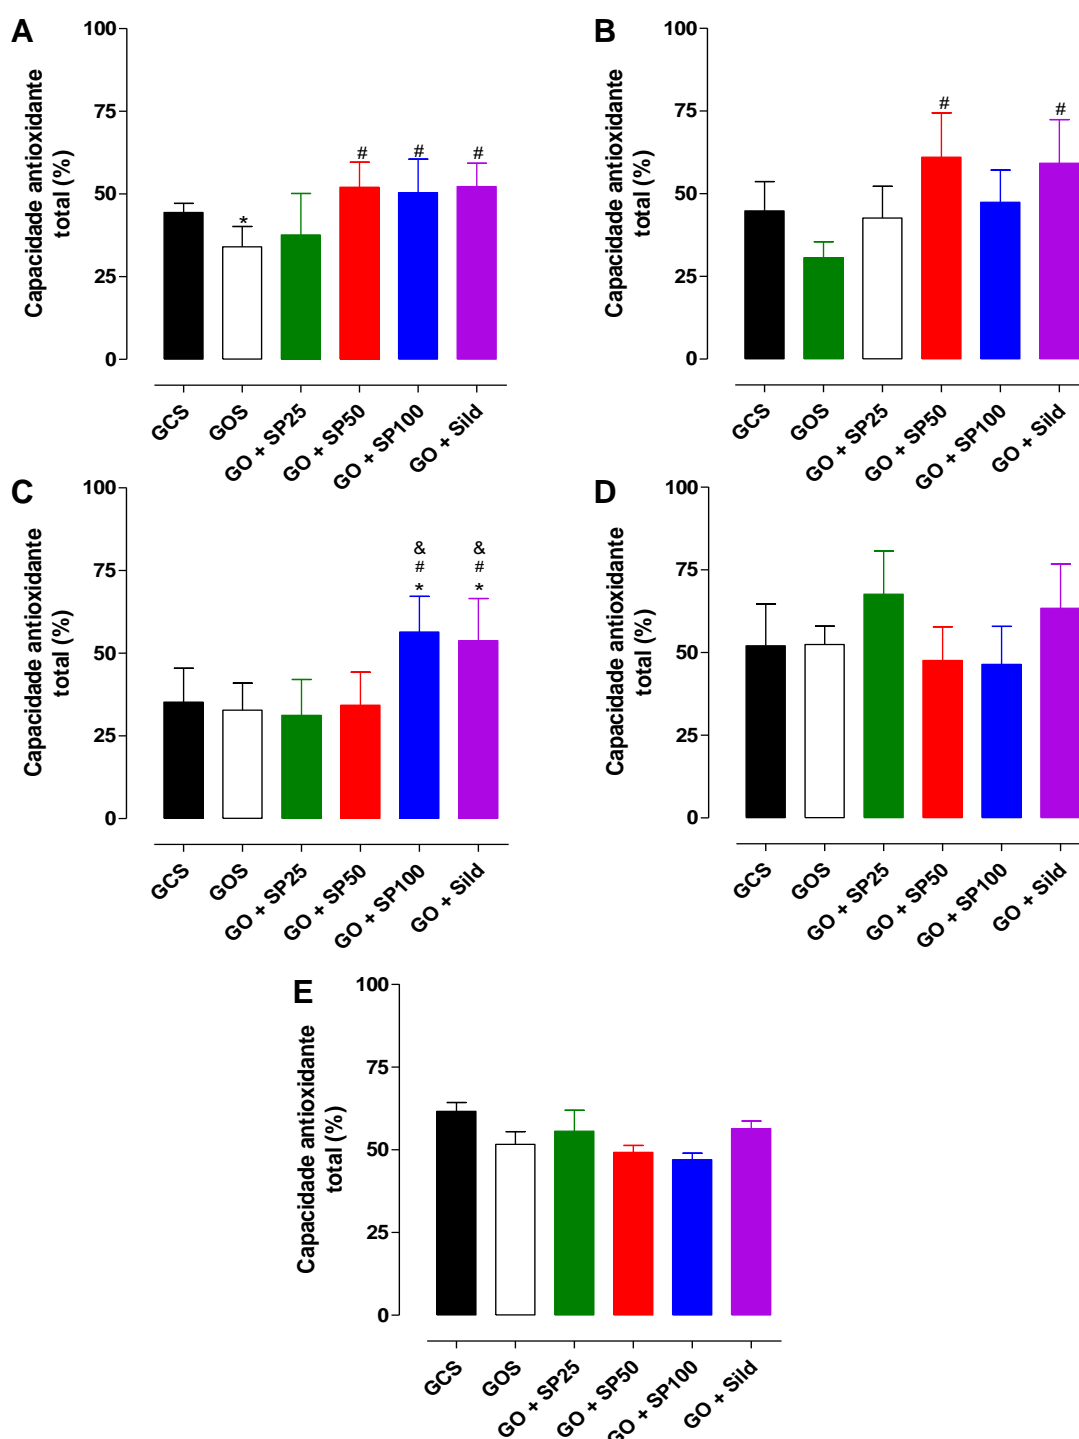 A
Capacidade antioxidante
total (%)
100
75
50
25
0
*
#
#
#
GCS
GOS
GO + SP25
GO + SP50
GO + SP100
GO + Sild
B
Capacidade antioxidante
total (%)
100
75
50
25
0
#
#
GCS
GOS
GO + SP25
GO + SP50
GO + SP100
GO + Sild
C
Capacidade antioxidante
total (%)
100
75
50
25
0
&
#
*
&
#
*
GCS
GOS
GO + SP25
GO + SP50
GO + SP100
GO + Sild
D
Capacidade antioxidante
total (%)
100
75
50
25
0
GCS
GOS
GO + SP25
GO + SP50
GO + SP100
GO + Sild
E
Capacidade antioxidante
total (%)
100
75
50
25
0
GCS
GOS
GO + SP25
GO + SP50
GO + SP100
GO + Sild